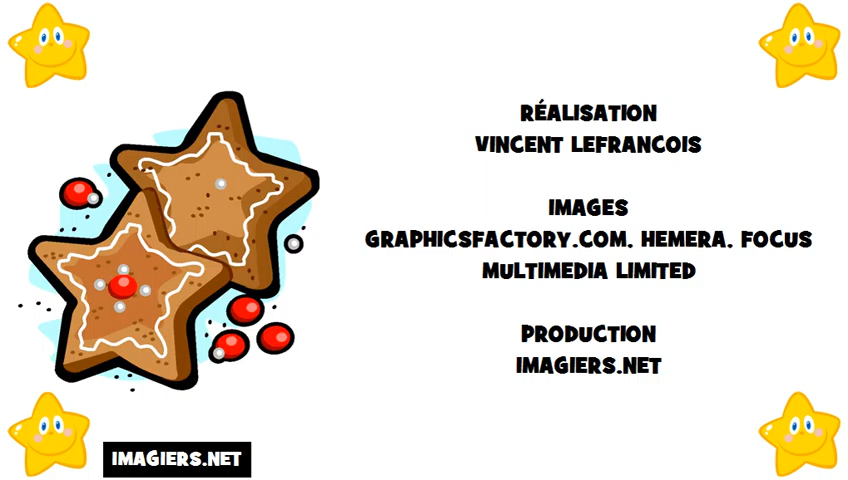 RÉALISATION
VINCENT LEFRANCOIS
IMAGES
GRAPHICSFACTORY.COM, HEMERA, FOCUS
MULTIMEDIA LIMITED
PRODUCTION
IMAGIERS.NET
IMAGIERS.NET